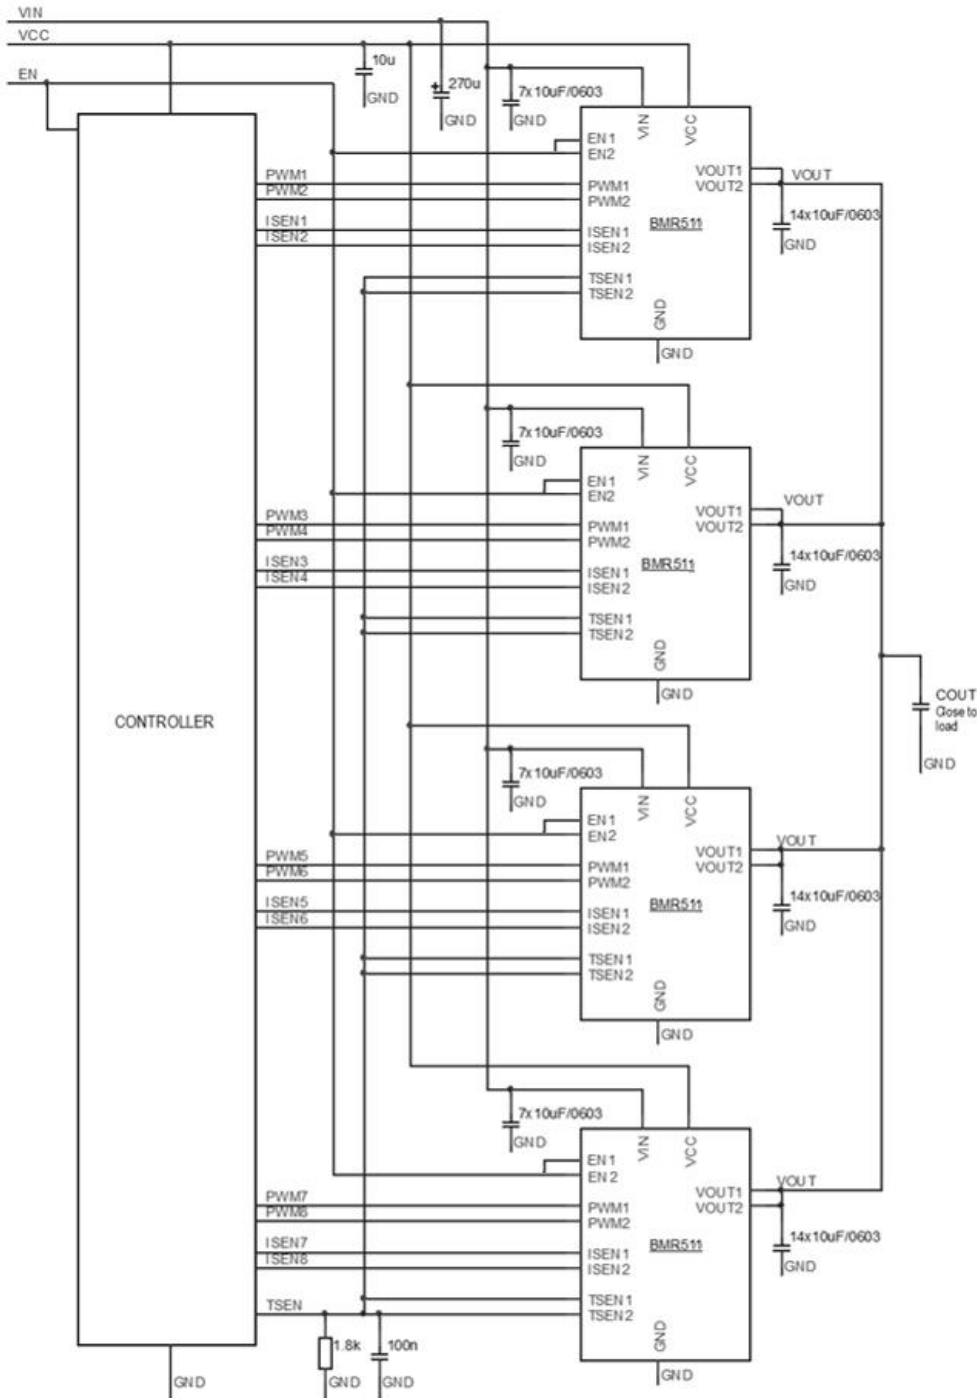 VIN
VCC
EN
10u
GND
270u
GND
7x10uF/0603
GND
VIN
VCC
EN1
EN2
PWM1
PWM2
ISEN1
ISEN2
PWM1
PWM2
ISEN1
ISEN2
TSEN1
TSEN2
BMR511
VOUT1
VOUT2
GND
GND
VOUT
14x10uF/0603
GND
7x10uF/0603
GND
VIN
VCC
EN1
EN2
PWM3
PWM4
ISEN3
ISEN4
PWM1
PWM2
ISEN1
ISEN2
TSEN1
TSEN2
BMR511
VOUT1
VOUT2
GND
GND
VOUT
14x10uF/0603
GND
CONTROLLER
COUT
Close to
load
GND
7x10uF/0603
GND
VIN
VCC
EN1
EN2
PWM5
PWM6
ISEN5
ISEN6
PWM1
PWM2
ISEN1
ISEN2
TSEN1
TSEN2
BMR511
VOUT1
VOUT2
GND
GND
VOUT
14x10uF/0603
GND
7x10uF/0603
GND
VIN
VCC
EN1
EN2
PWM7
PWM8
ISEN7
ISEN8
TSEN
PWM1
PWM2
ISEN1
ISEN2
TSEN1
TSEN2
BMR511
VOUT1
VOUT2
GND
GND
VOUT
14x10uF/0603
GND
1.8k
100n
GND
GND
GND